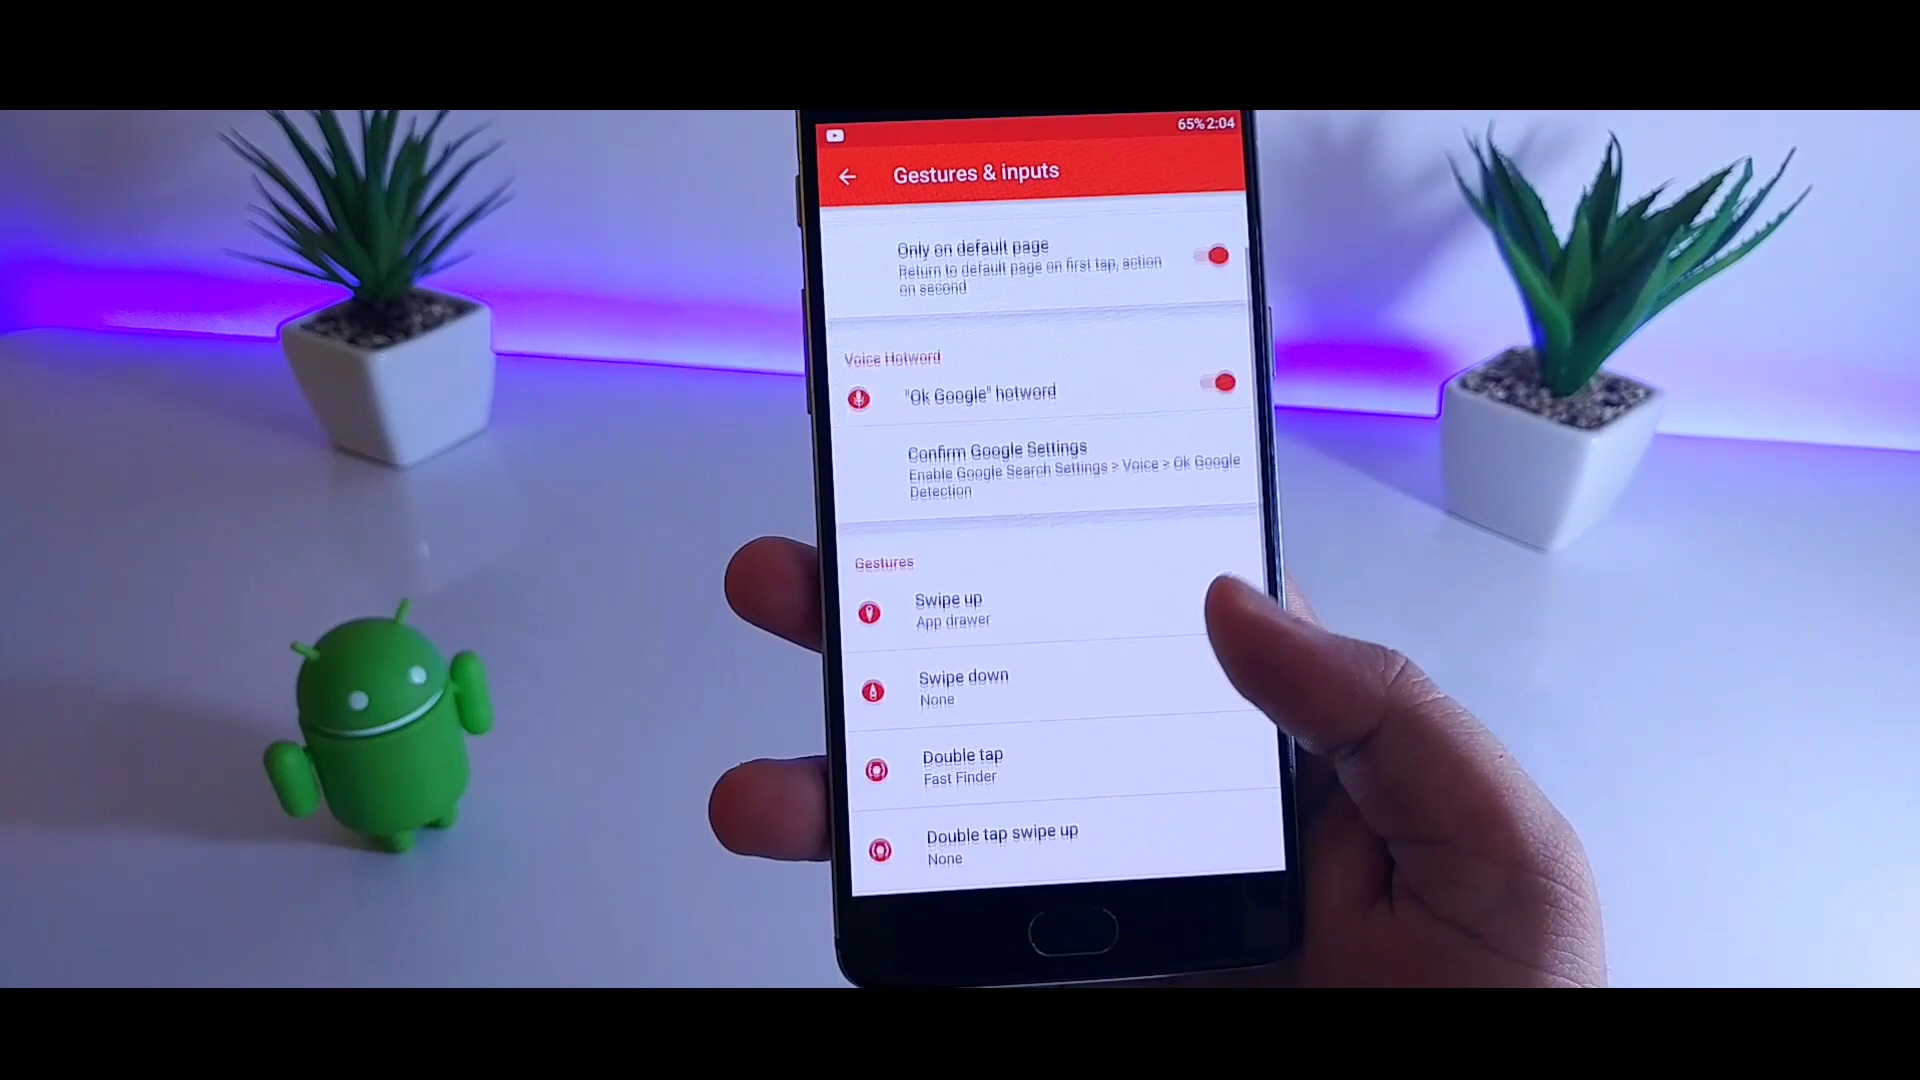 65% 2:04
Gestures & inputs
Only on default page
Return to default page on first tap, action
on second
Voice Hotword
"Ok Google" hotword
Confirm Google Settings
Enable Google Search Settings > Voice > Ok Google
Detection
Gestures
Swipe up
App drawer
Swipe down
None
Double tap
Fast Finder
Double tap swipe up
None